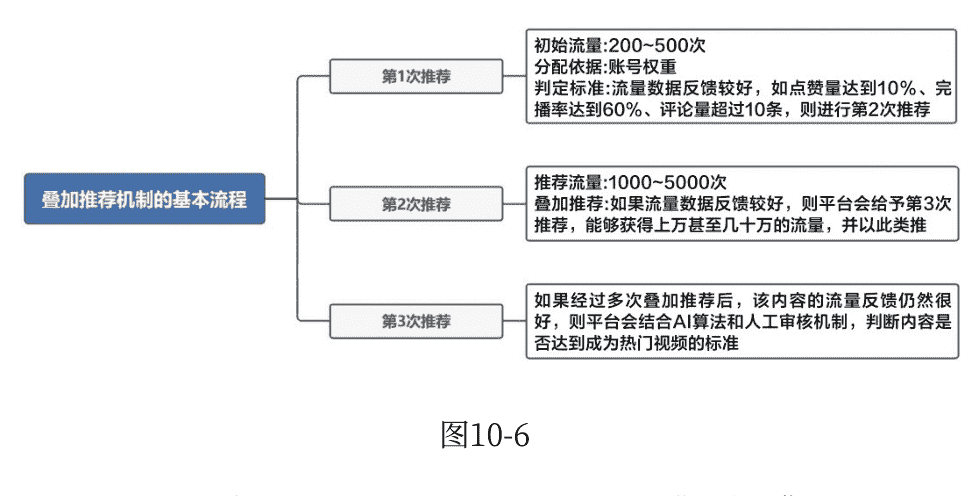 叠加推荐机制的基本流程
第1次推荐
初始流量:200~500次
分配依据:账号权重
判定标准:流量数据反馈较好，如点赞量达到10%、完
播率达到60%、评论量超过10条，则进行第2次推荐
第2次推荐
推荐流量:1000~5000次
叠加推荐:如果流量数据反馈较好，则平台会给予第3次
推荐，能够获得上万甚至几十万的流量，并以此类推
第3次推荐
如果经过多次叠加推荐后，该内容的流量反馈仍然很
好，则平台会结合AI算法和人工审核机制，判断内容是
否达到成为热门视频的标准
图10-6